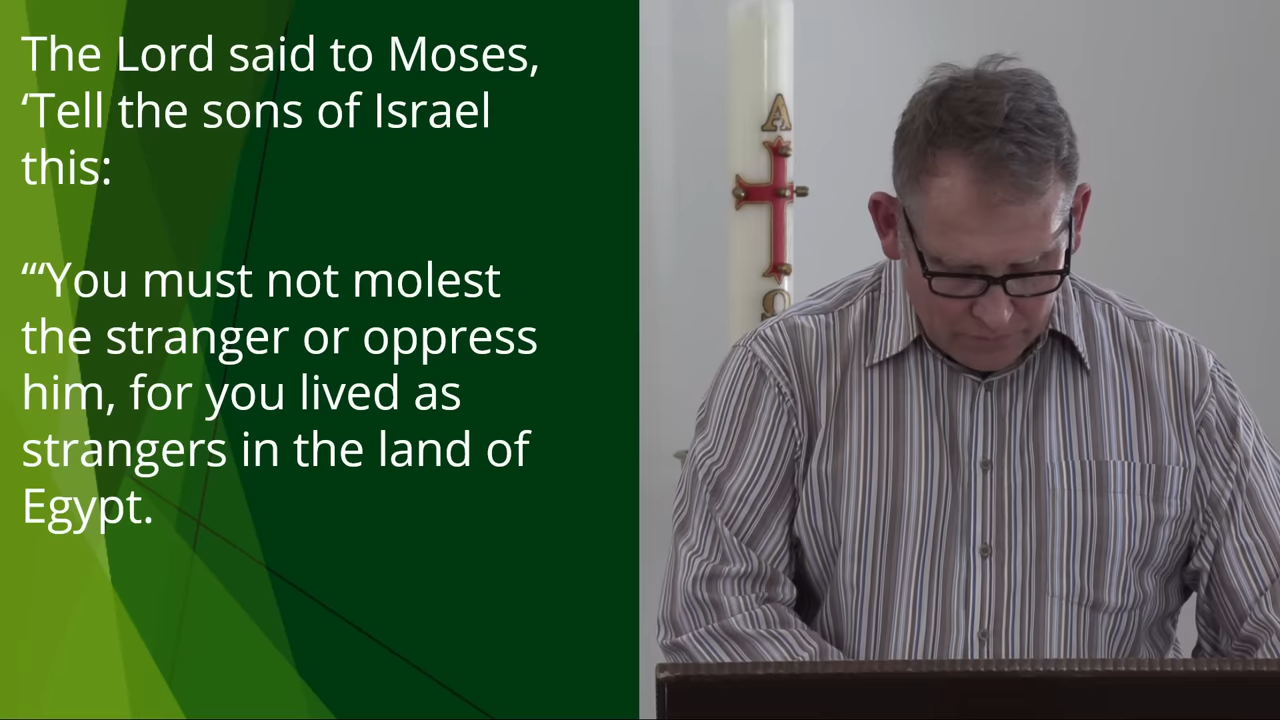 The Lord said to Moses,
‘Tell the sons of Israel
this:
“‘You must not molest
the stranger or oppress
him, for you lived as
strangers in the land of
Egypt.
Α
Ω